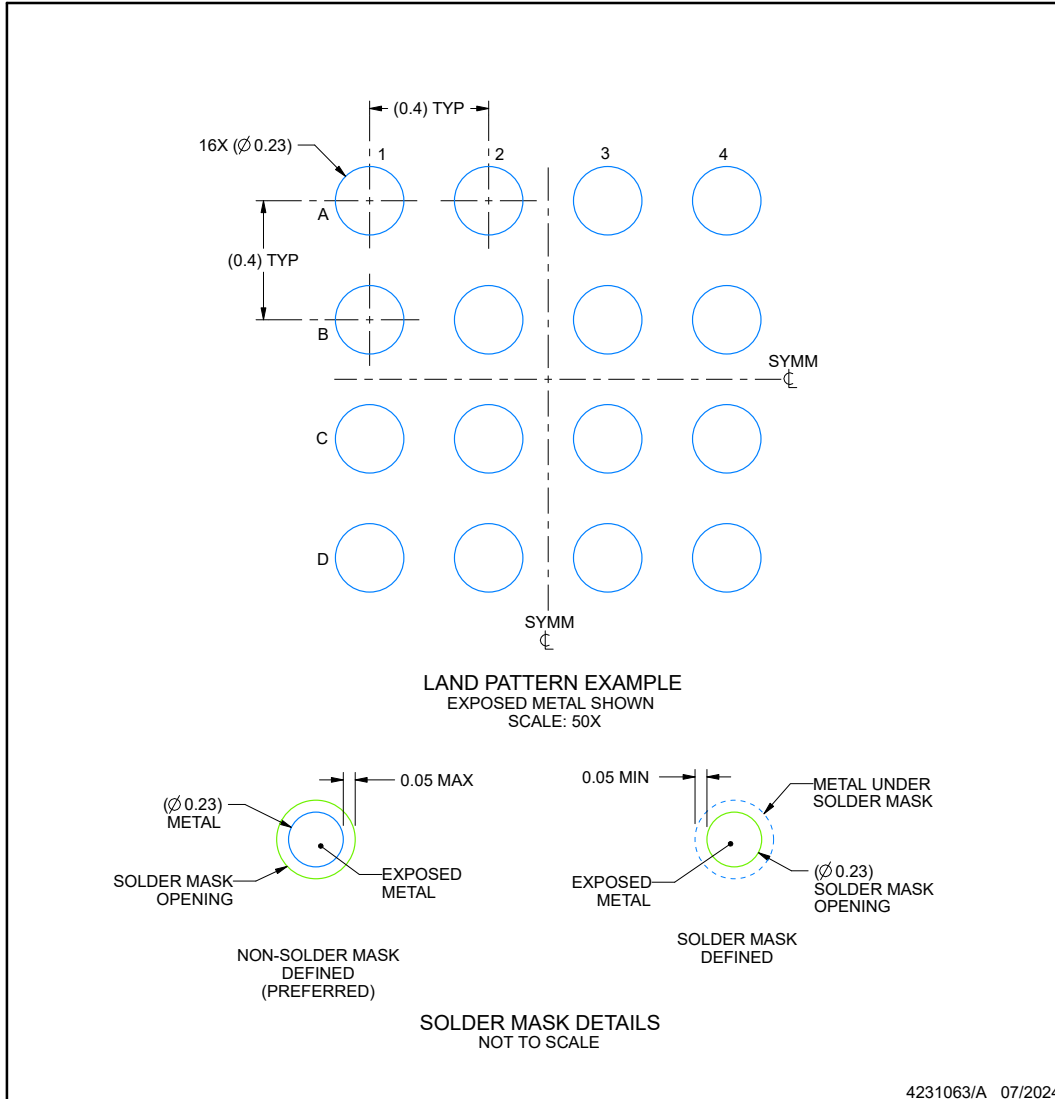 (0.4) TYP
16X (∅ 0.23)
1
2
3
4
A
(0.4) TYP
B
SYMM
℄
C
D
SYMM
℄
LAND PATTERN EXAMPLE
EXPOSED METAL SHOWN
SCALE: 50X
0.05 MAX
(∅ 0.23)
METAL
SOLDER MASK
OPENING
EXPOSED
METAL
NON-SOLDER MASK
DEFINED
(PREFERRED)
0.05 MIN
METAL UNDER
SOLDER MASK
EXPOSED
METAL
(∅ 0.23)
SOLDER MASK
OPENING
SOLDER MASK
DEFINED
SOLDER MASK DETAILS
NOT TO SCALE
4231063/A 07/2024